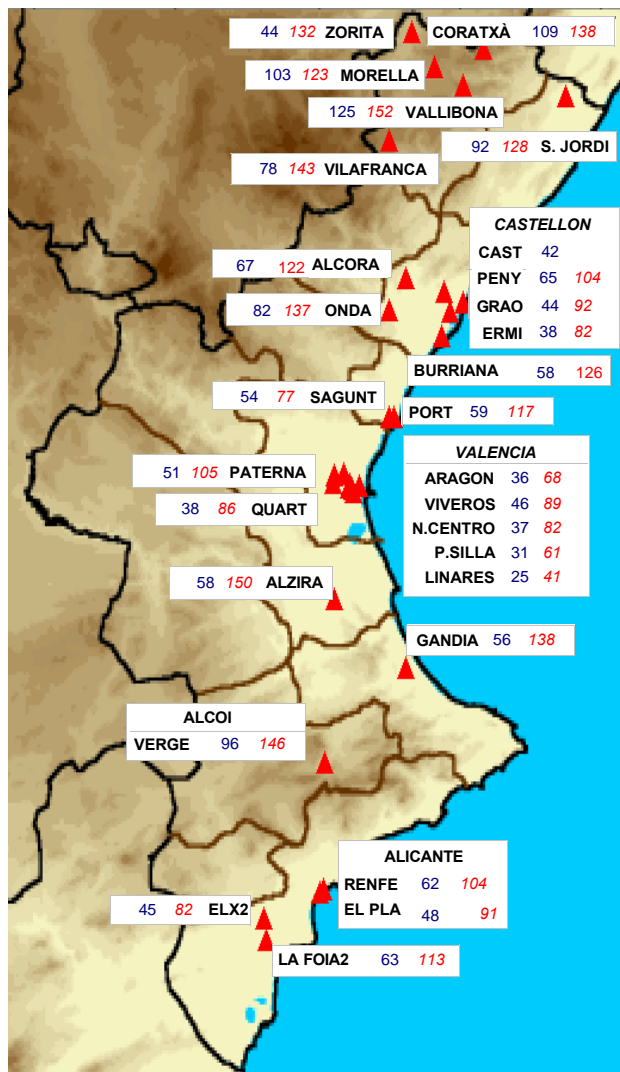 44 132 ZORITA
CORATXÀ 109 138
103 123 MORELLA
125 152 VALLIBONA
92 128 S. JORDI
78 143 VILAFRANCA
CASTELLON
CAST 42
PENY 65 104
GRAO 44 92
ERMI 38 82
67 122 ALCORA
82 137 ONDA
BURRIANA 58 126
54 77 SAGUNT
PORT 59 117
VALENCIA
ARAGON 36 68
VIVEROS 46 89
N.CENTRO 37 82
P.SILLA 31 61
LINARES 25 41
51 105 PATERNA
38 86 QUART
58 150 ALZIRA
GANDIA 56 138
ALCOI
VERGE 96 146
ALICANTE
RENFE 62 104
EL PLA 48 91
45 82 ELX2
LA FOIA2 63 113